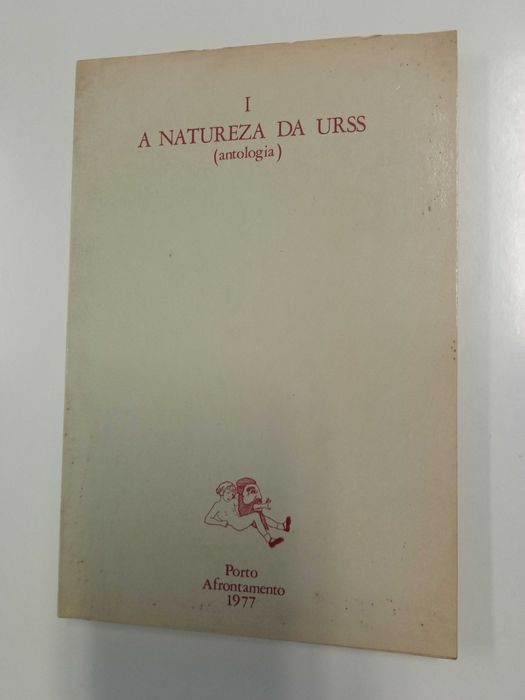 I
A NATUREZA DA URSS
(antologia)
Porto
Afrontamento
1977